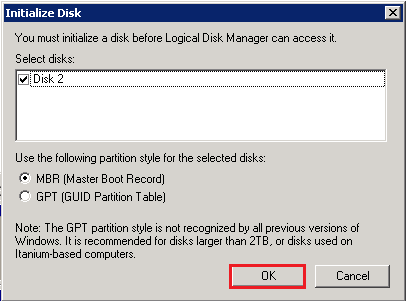 Initialize Disk
You must initialize a disk before Logical Disk Manager can access it.
Select disks:
Disk 2
Use the following partition style for the selected disks:
MBR (Master Boot Record)
GPT (GUID Partition Table)
Note: The GPT partition style is not recognized by all previous versions of
Windows. It is recommended for disks larger than 2TB, or disks used on
Itanium-based computers.
OK
Cancel